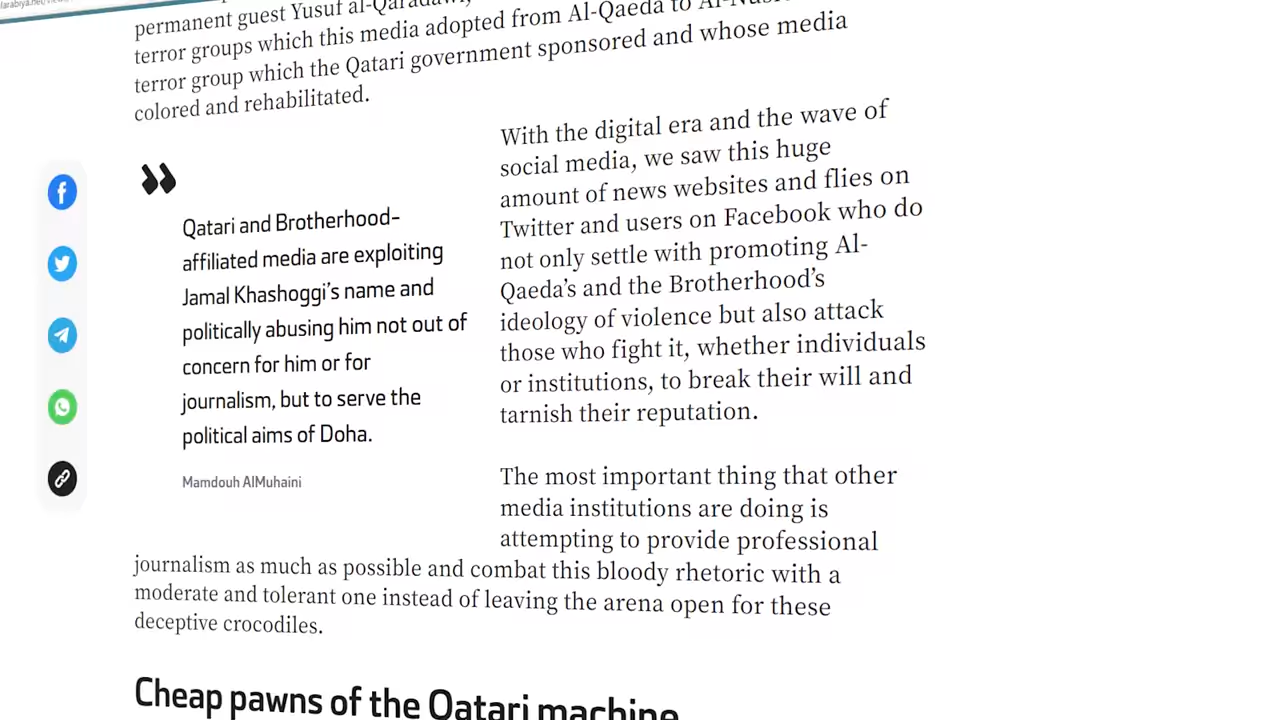 permanent guest Yusuf
terror groups which this media adopted from Al-Qaeda to
terror group which the Qatari government sponsored and whose media
colored and rehabilitated.
Qatari and Brotherhood-
affiliated media are exploiting
Jamal Khashoggi's name and
politically abusing him not out of
concern for him or for
journalism, but to serve the
political aims of Doha.
Mamdouh AlMuhaini
With the digital era and the wave of
social media, we saw this huge
amount of news websites and flies on
Twitter and users on Facebook who do
not only settle with promoting Al-
Qaeda's and the Brotherhood's
ideology of violence but also attack
those who fight it, whether individuals
or institutions, to break their will and
tarnish their reputation.
The most important thing that other
media institutions are doing is
attempting to provide professional
journalism as much as possible and combat this bloody rhetoric with a
moderate and tolerant one instead of leaving the arena open for these
deceptive crocodiles.
Cheap pawns of the Qatari machine